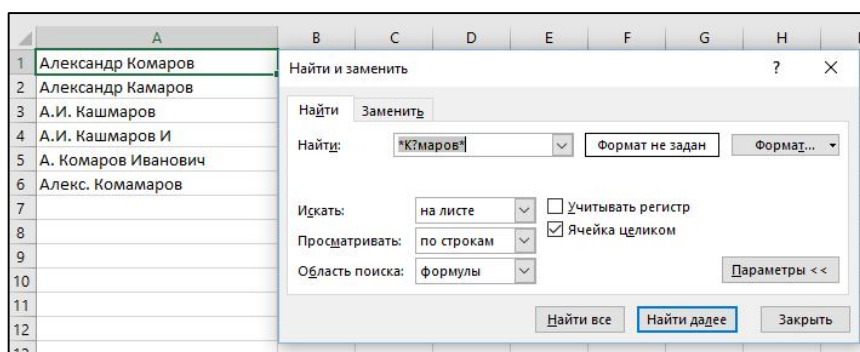 A B C D E F G H
1 Александр Комаров
2 Александр Камаров
3 А.И. Кашмаров
4 А.И. Кашмаров И
5 А. Комаров Иванович
6 Алекс. Комамаров
7
8
9
10
11
12
13
Найти и заменить ? ×
Найти Заменить
Найти: *К?маров* Формат не задан Формат...
Искать: на листе Учитывать регистр
Просматривать: по строкам Ячейка целиком
Область поиска: формулы Параметры <<
Найти все Найти далее Закрыть